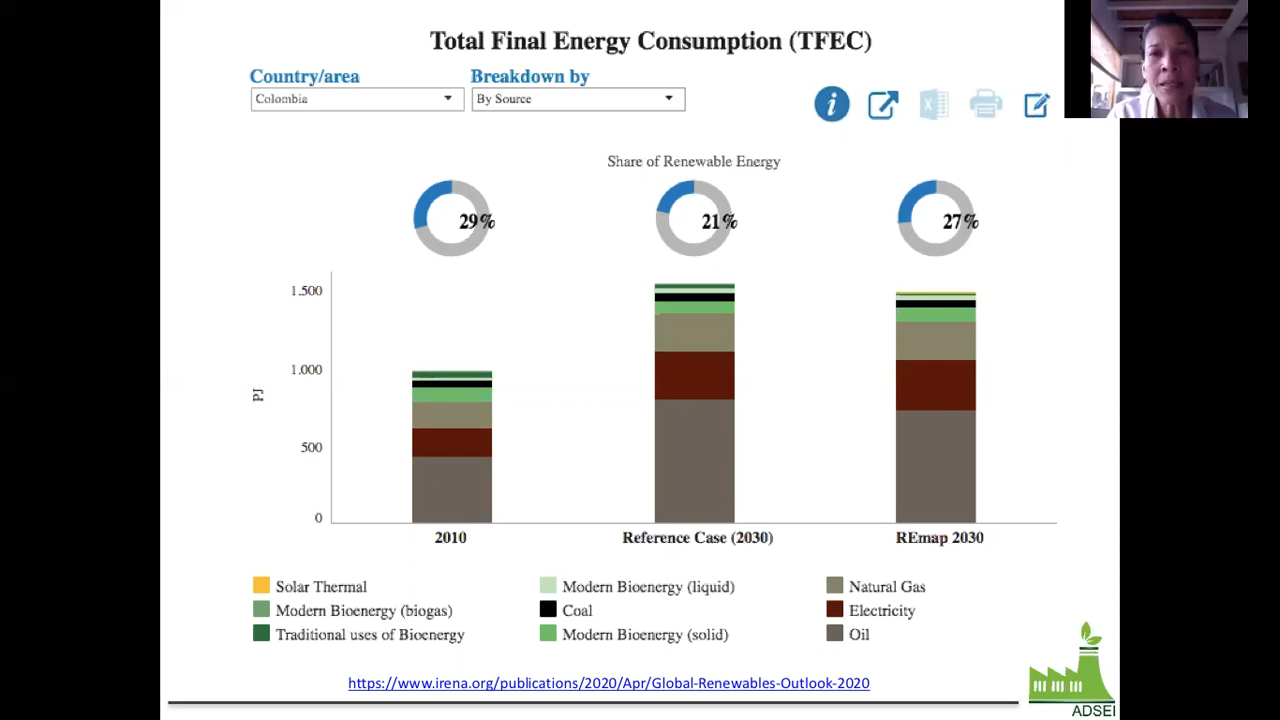 Total Final Energy Consumption (TFEC)
Country/area
Breakdown by
Colombia
By Source
Share of Renewable Energy
29%
21%
27%
1.500
1.000
500
0
PJ
2010
Reference Case (2030)
REmap 2030
Solar Thermal
Modern Bioenergy (biogas)
Traditional uses of Bioenergy
Modern Bioenergy (liquid)
Coal
Modern Bioenergy (solid)
Natural Gas
Electricity
Oil
https://www.irena.org/publications/2020/Apr/Global-Renewables-Outlook-2020
ADSEI